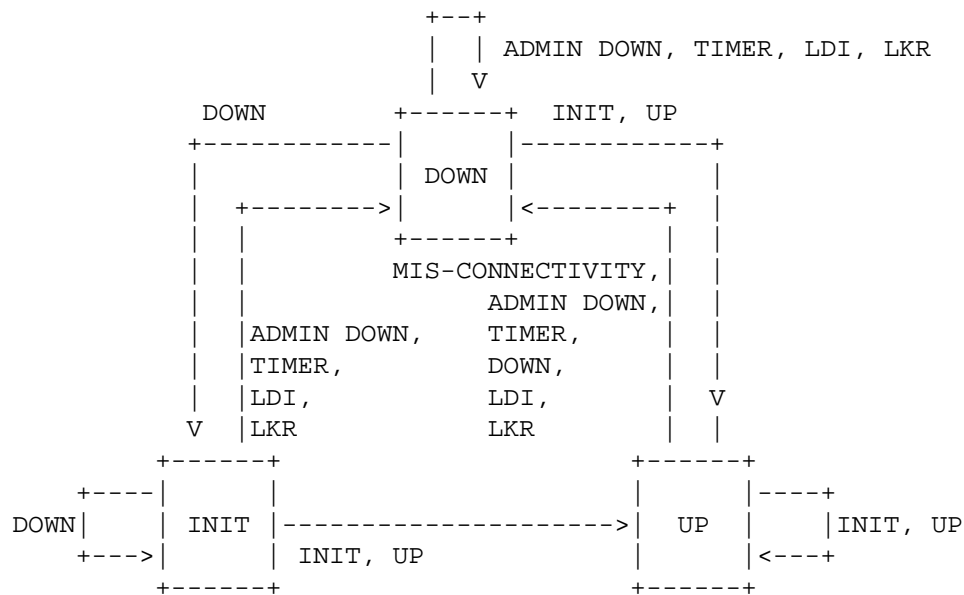 ADMIN DOWN, TIMER, LDI, LKR
V
DOWN INIT, UP
DOWN
MIS-CONNECTIVITY,
ADMIN DOWN,
ADMIN DOWN, TIMER,
TIMER, DOWN,
LDI, LDI, V
V LKR LKR
DOWN INIT UP INIT, UP
INIT, UP